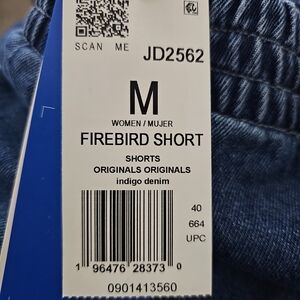 SCAN ME
JD2562
M
WOMEN / MUJER
FIREBIRD SHORT
SHORTS
ORIGINALS ORIGINALS
indigo denim
40
664
UPC
1 96476 28373 0
0901413560